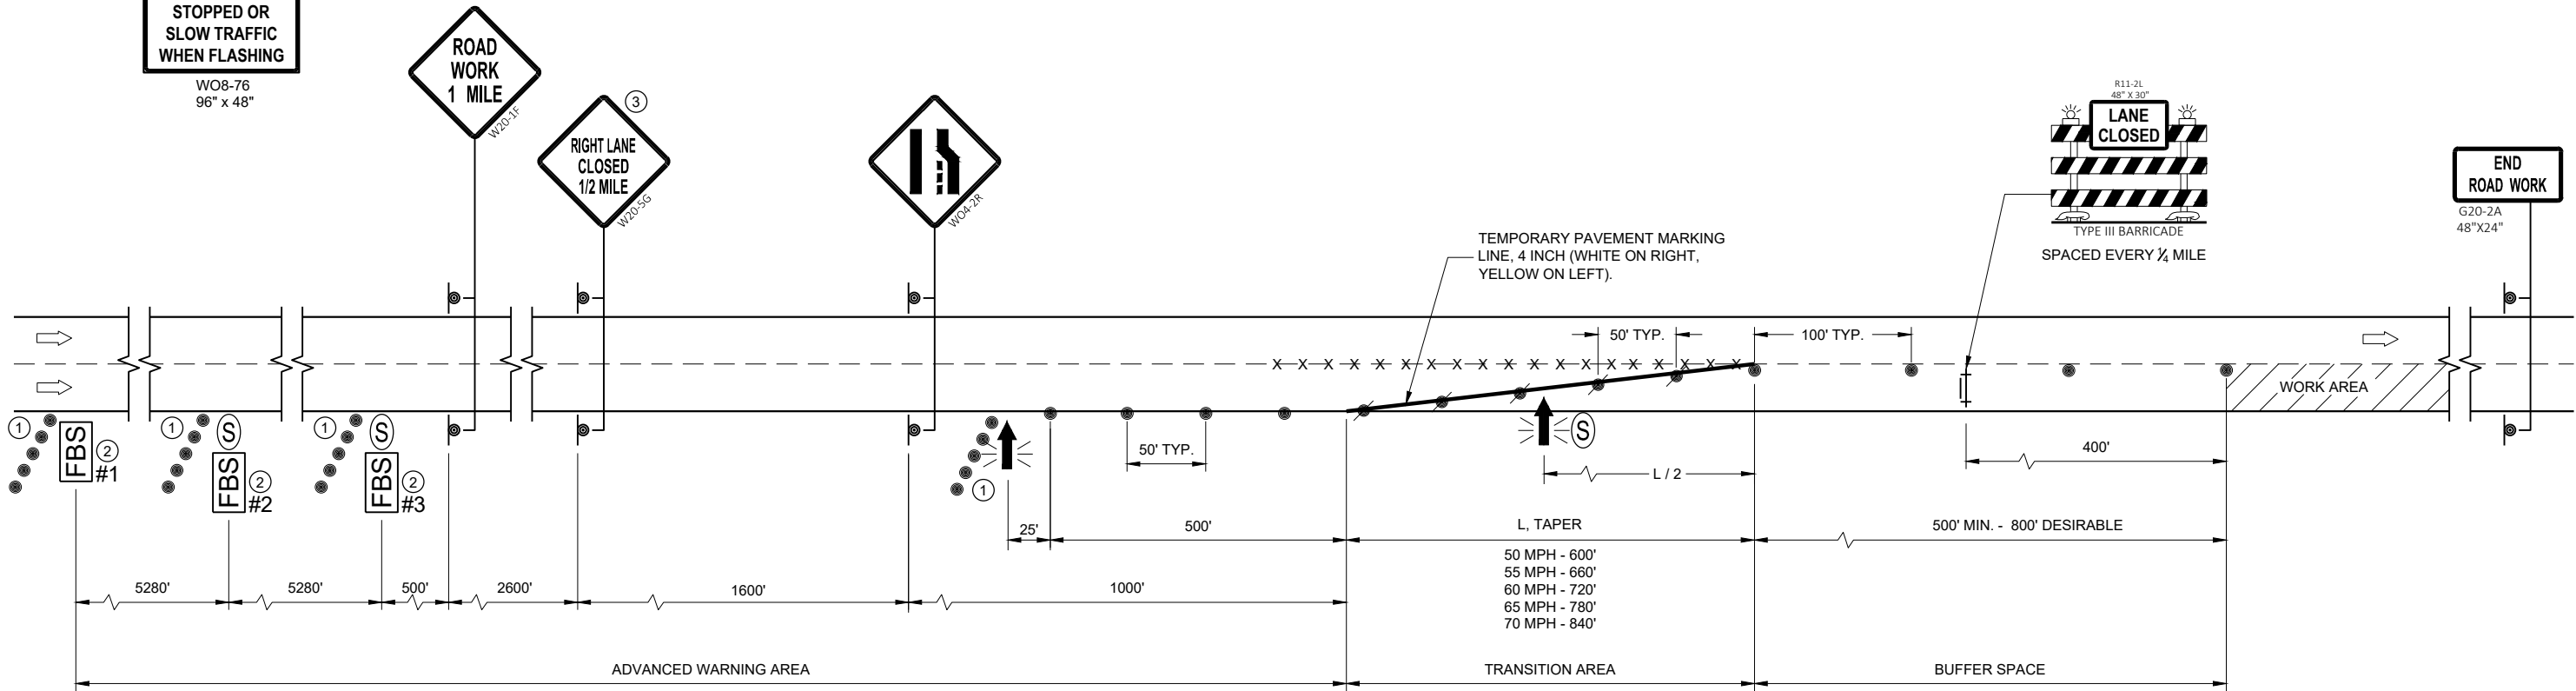 STOPPED OR
SLOW TRAFFIC
WHEN FLASHING
WO8-76
96" x 48"
ROAD
WORK
1 MILE
W20-1F
3
RIGHT LANE
CLOSED
1/2 MILE
W20-5G
WO4-2R
R11-2L
48" X 30"
LANE
CLOSED
TYPE III BARRICADE
SPACED EVERY 1/4 MILE
END
ROAD WORK
G20-2A
48"X24"
TEMPORARY PAVEMENT MARKING
LINE, 4 INCH (WHITE ON RIGHT,
YELLOW ON LEFT).
50' TYP.
100' TYP.
X X X X X X X X X X X X X X X X X X
WORK AREA
1
FBS
2
#1
1
S
FBS
2
#2
1
S
FBS
2
#3
1
50' TYP.
S
L / 2
400'
25'
500'
L, TAPER
500' MIN. - 800' DESIRABLE
50 MPH - 600'
55 MPH - 660'
60 MPH - 720'
65 MPH - 780'
70 MPH - 840'
5280'
5280'
500'
2600'
1600'
1000'
ADVANCED WARNING AREA
TRANSITION AREA
BUFFER SPACE